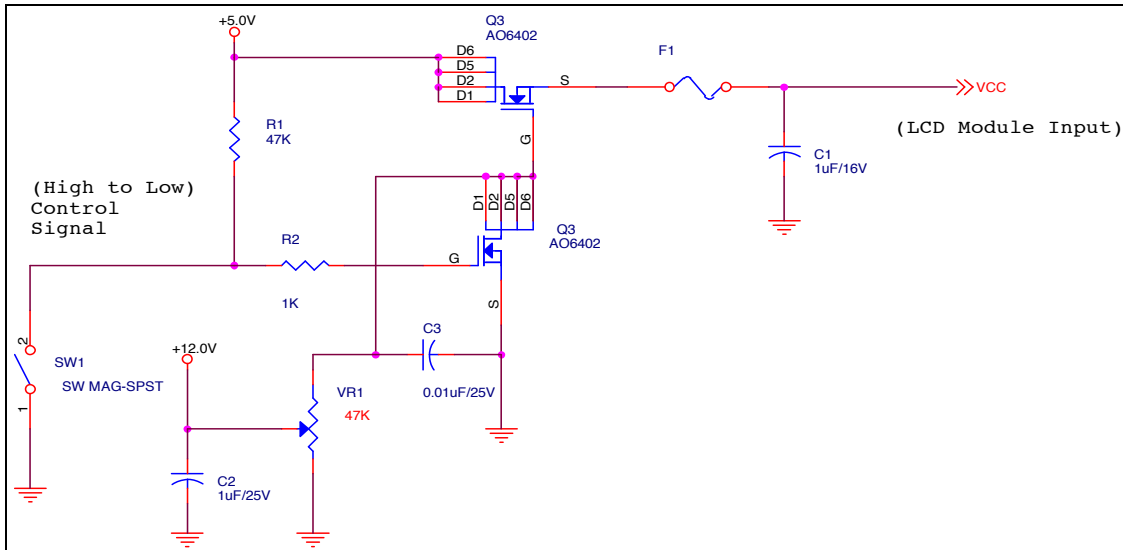 +5.0V
Q3
AO6402
D6
D5
D2
D1
S
G
F1
VCC
(LCD Module Input)
C1
1uF/16V
R1
47K
(High to Low)
Control
Signal
R2
1K
G
D1
D2
D5
D6
Q3
AO6402
S
2
SW1
SW MAG-SPST
1
+12.0V
C3
0.01uF/25V
VR1
47K
C2
1uF/25V